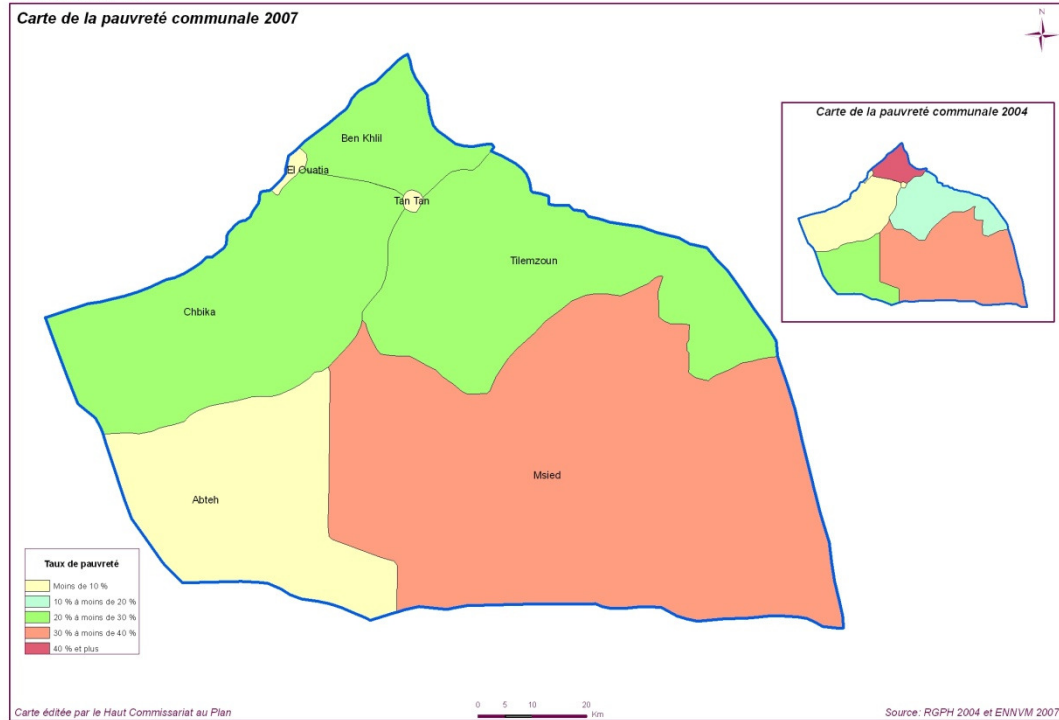 Carte de la pauvreté communale 2007
N
Carte de la pauvreté communale 2004
Ben Khlil
El Ouatia
Tan Tan
Tilemzoun
Chbika
Msied
Abteh
Taux de pauvreté
Moins de 10 %
10 % à moins de 20 %
20 % à moins de 30 %
30 % à moins de 40 %
40 % et plus
0 5 10 20
Km
Carte éditée par le Haut Commissariat au Plan
Source: RGPH 2004 et ENNVM 2007